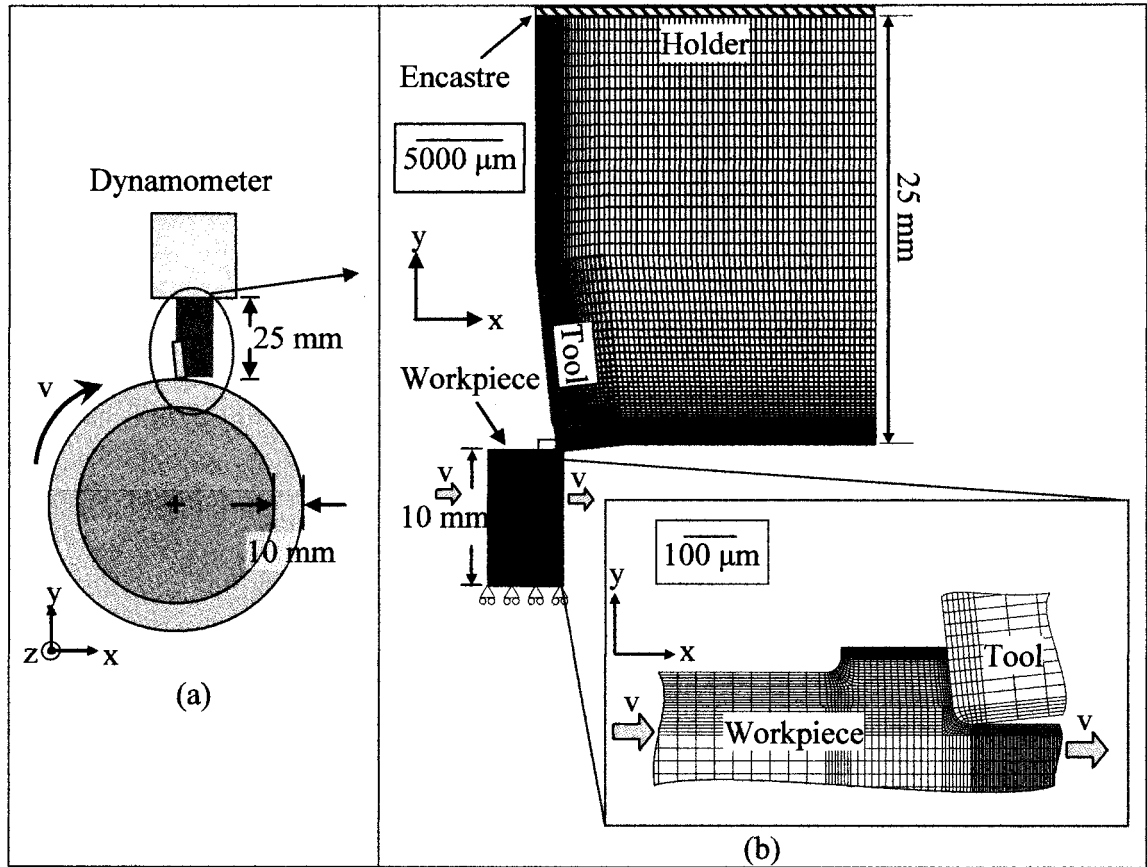 Dynamometer
25 mm
v
10 mm
y
z
x
(a)
Holder
Encastre
5000 µm
25 mm
y
x
Tool
Workpiece
v
v
10 mm
100 µm
y
x
Tool
v
Workpiece
v
(b)